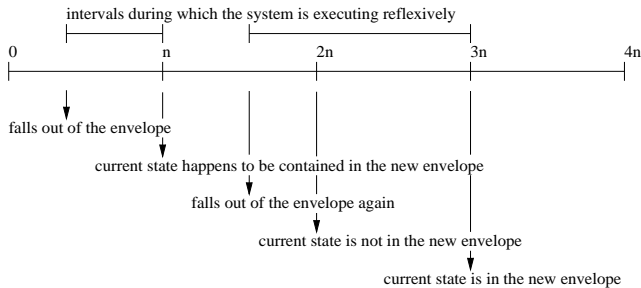 intervals during which the system is executing reflexively
0 n 2n 3n 4n
falls out of the envelope
current state happens to be contained in the new envelope
falls out of the envelope again
current state is not in the new envelope
current state is in the new envelope